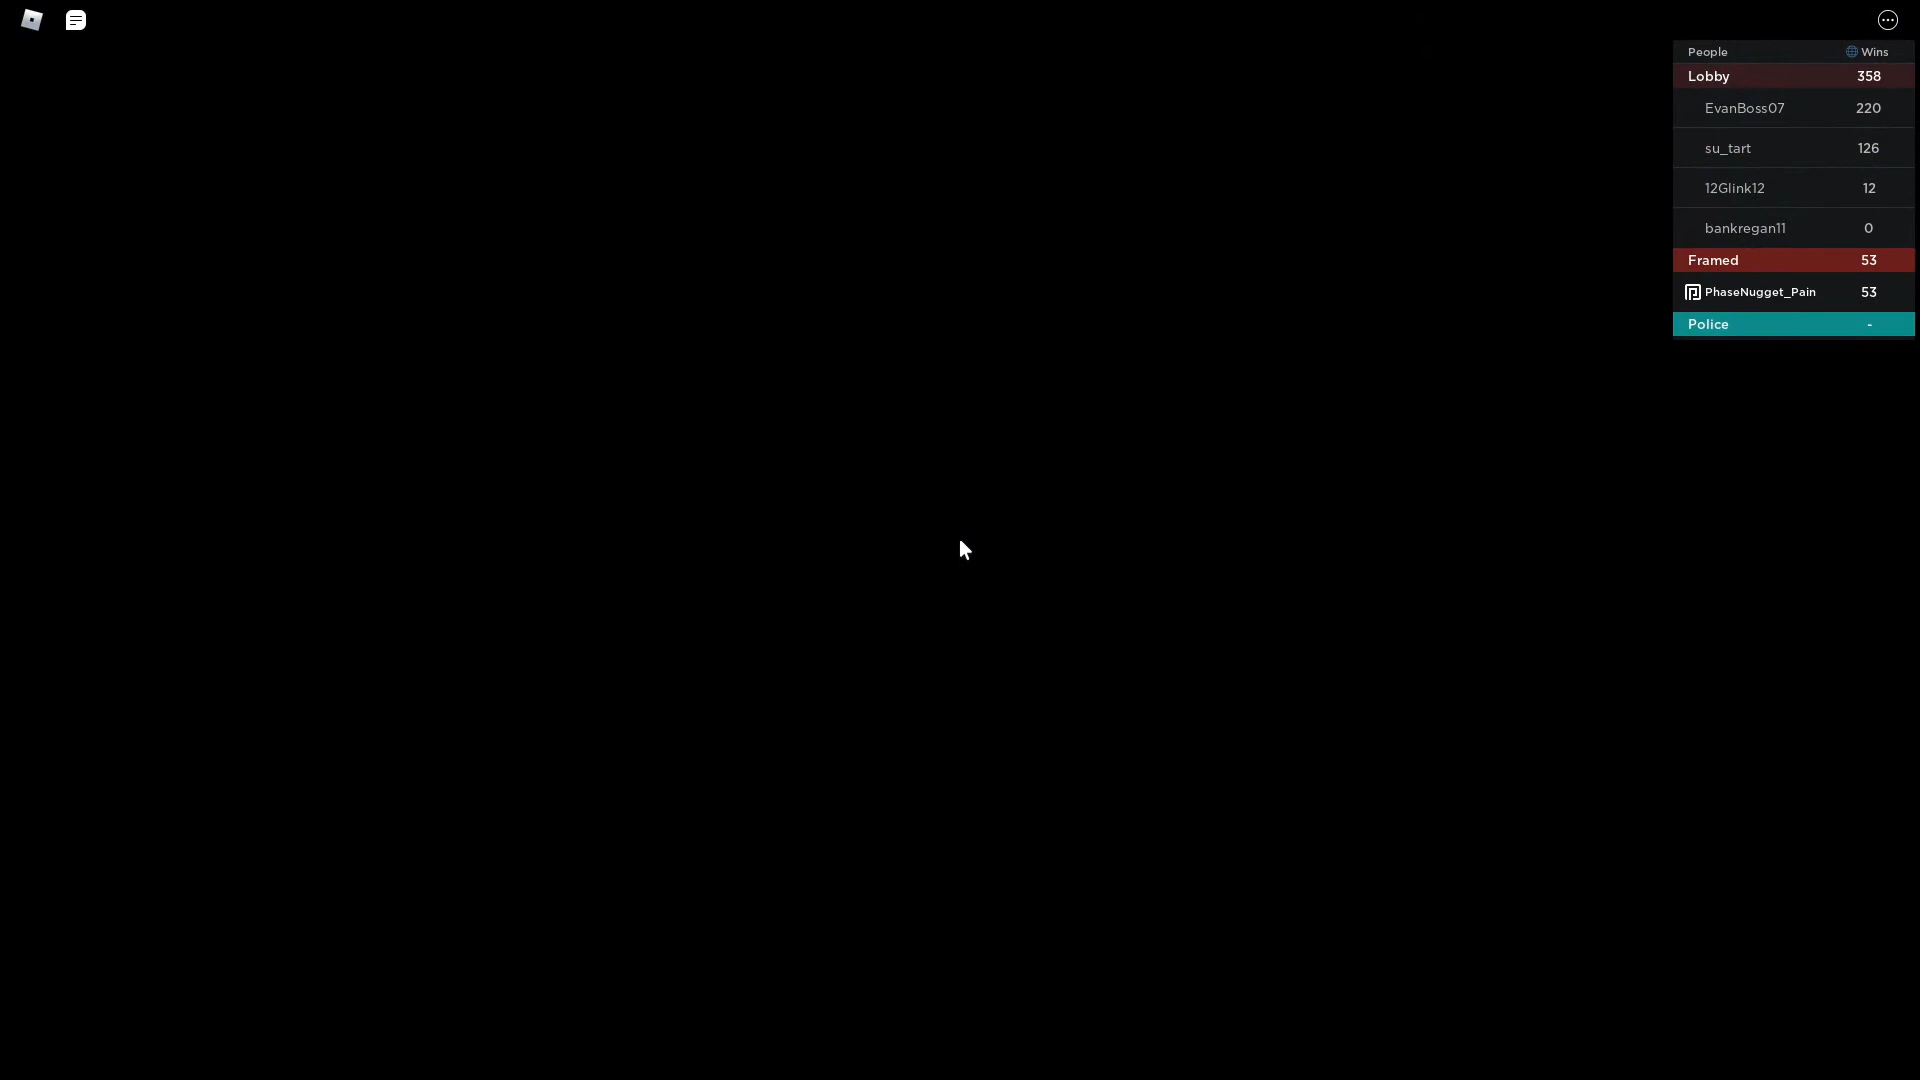 People Wins
Lobby 358
EvanBoss07 220
su_tart 126
12Glink12 12
bankregan11 0
Framed 53
PhaseNugget_Pain 53
Police -